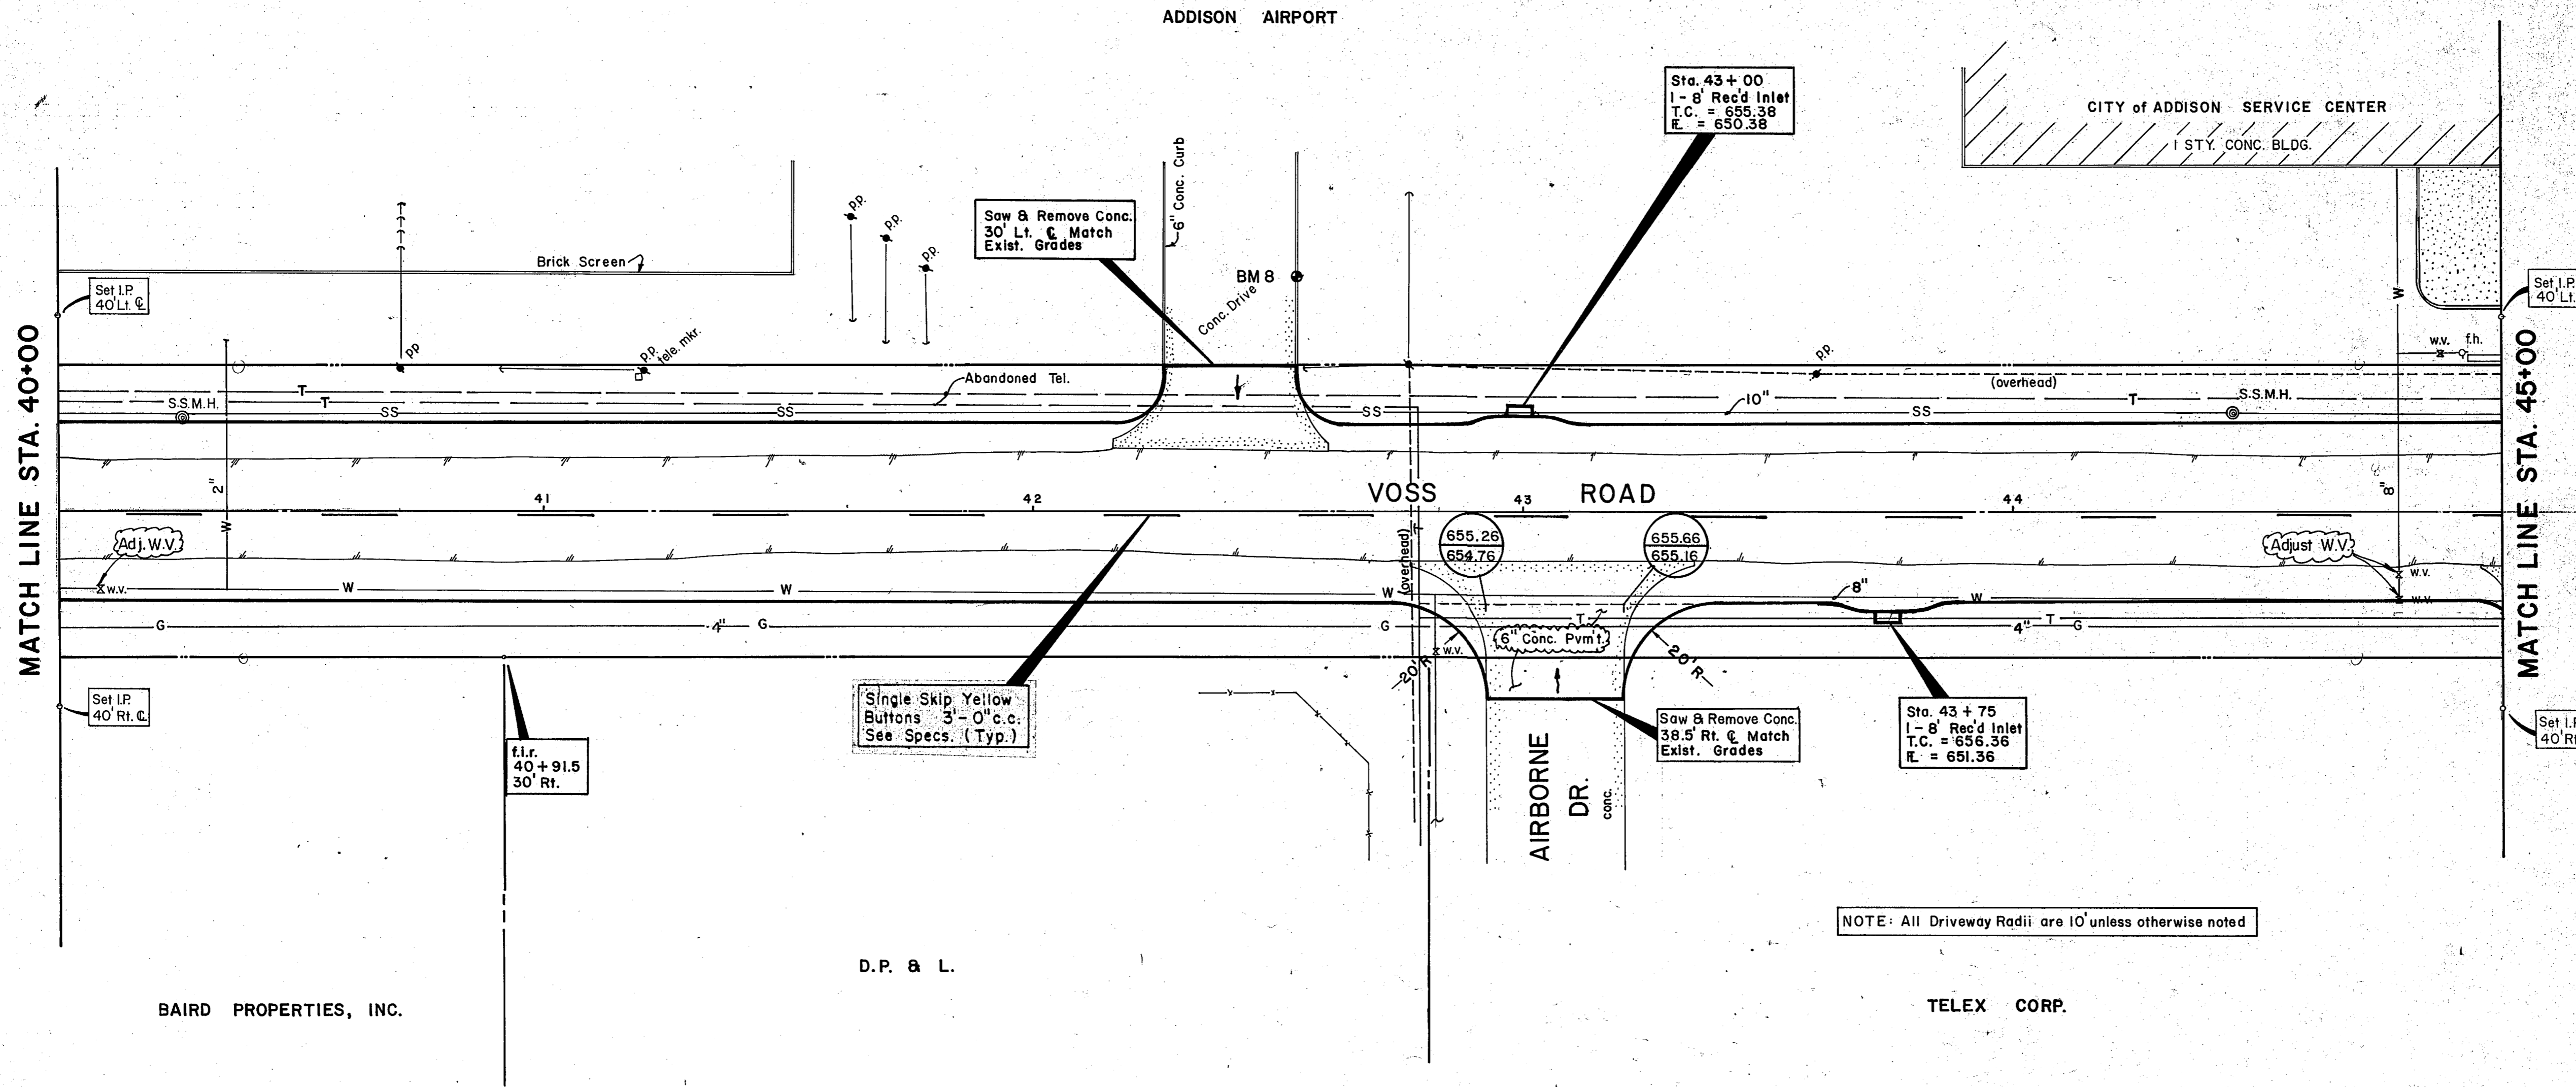 ADDISON AIRPORT
Sta. 43+00
1-8' Rec'd Inlet
T.C. = 655.38
FL = 650.38
CITY of ADDISON SERVICE CENTER
1 STY. CONC. BLDG.
6" Conc. Curb
Saw & Remove Conc.
30' Lt. ℄ Match
Exist. Grades
p.p.
p.p.
p.p.
Brick Screen
BM 8
Conc. Drive
Set I.P.
40' Lt. ℄
Set I.P.
40' Lt.
W
MATCH LINE STA. 40+00
MATCH LINE STA. 45+00
pp
p.p.
tele. mkr.
p.p.
w.v.
f.h.
(overhead)
Abandoned Tel.
T
T
10"
T
S.S.M.H.
S.S.M.H.
SS
SS
SS
SS
2"
W
8"
VOSS ROAD
41
42
43
44
Adj. W.V.
w.v.
W
W
W
T
(overhead)
655.26
654.76
655.66
655.16
8"
W
Adjust W.V.
w.v.
w.v.
G
4"
G
G
T
4"
T
G
6" Conc. Pvm't.
w.v.
20' R
20' R
Set I.P.
40' Rt. ℄
Set I.P.
40' Rt
Single Skip Yellow
Buttons 3'-0" c.c.
See Specs. (Typ.)
f.i.r.
40+91.5
30' Rt.
Saw & Remove Conc.
38.5' Rt. ℄ Match
Exist. Grades
Sta. 43+75
1-8' Rec'd Inlet
T.C. = 656.36
FL = 651.36
AIRBORNE
DR.
conc.
NOTE: All Driveway Radii are 10' unless otherwise noted
D.P. & L.
BAIRD PROPERTIES, INC.
TELEX CORP.